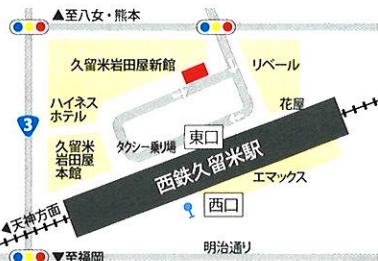 ▲至八女・熊本
久留米岩田屋新館
リベール
ハイネス
ホテル
花屋
3
久留米
岩田屋
本館
タクシー乗り場
東口
西鉄久留米駅
エマックス
西口
◀天神方面
明治通り
▼至福岡